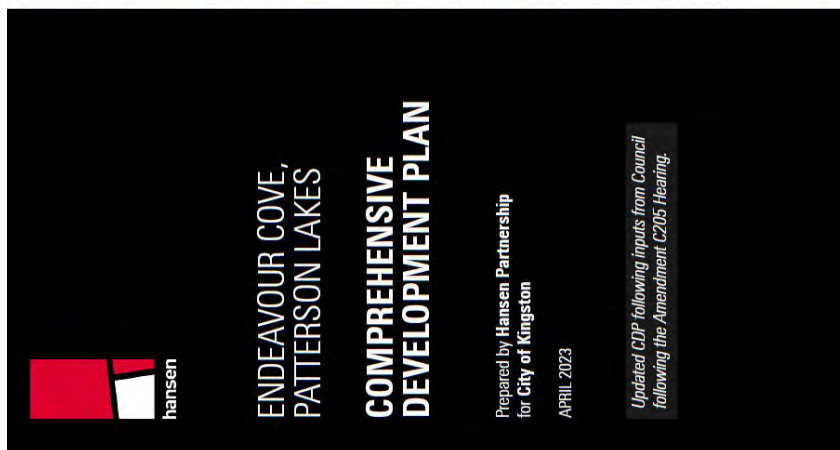 hansen
ENDEAVOUR COVE,
PATTERSON LAKES
COMPREHENSIVE
DEVELOPMENT PLAN
Prepared by Hansen Partnership
for City of Kingston
APRIL 2023
Updated CDP following inputs from Council
following the Amendment C205 Hearing.